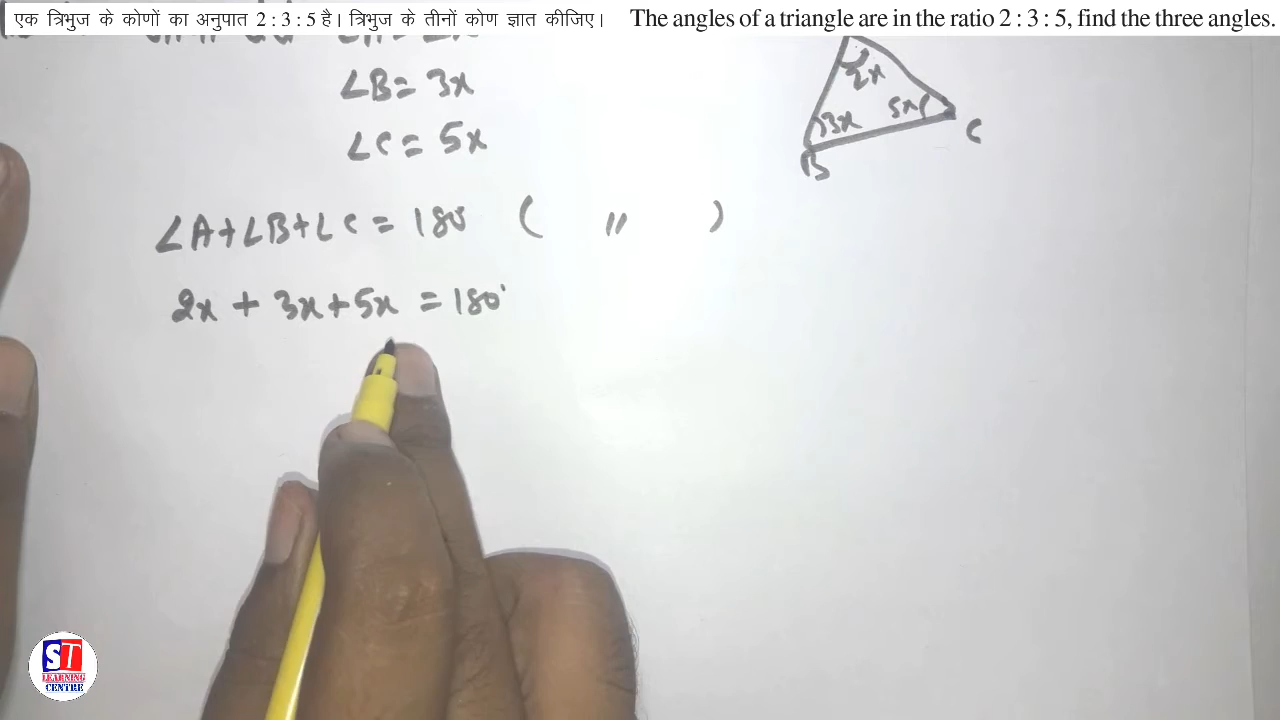 एक त्रिभुज के कोणों का अनुपात 2 : 3 : 5 है। त्रिभुज के तीनों कोण ज्ञात कीजिए। The angles of a triangle are in the ratio 2 : 3 : 5, find the three angles.
∠B = 3x
∠C = 5x
∠A+∠B+∠C = 180° ( " )
2x + 3x+5x = 180°
2x
3x 5x
B
C
ST
LEARNING
CENTRE